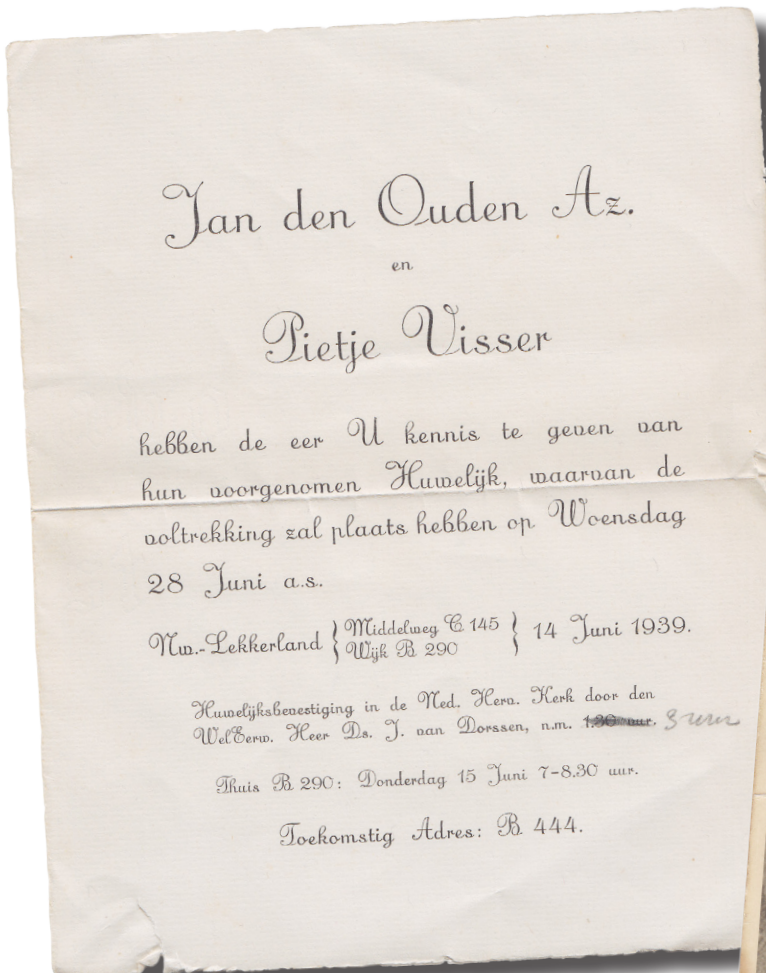 Jan den Ouden Az.
en
Pietje Visser
hebben de eer U kennis te geven van
hun voorgenomen Huwelijk, waarvan de
voltrekking zal plaats hebben op Woensdag
28 Juni a.s.
Nw.-Lekkerland { Middelweg C 145
Wijk B 290 } 14 Juni 1939.
Huwelijksbevestiging in de Ned. Herv. Kerk door den
WelEerw. Heer Ds. J. van Dorssen, n.m. 1.30 uur. 3 uur
Thuis B 290: Donderdag 15 Juni 7-8.30 uur.
Toekomstig Adres: B. 444.